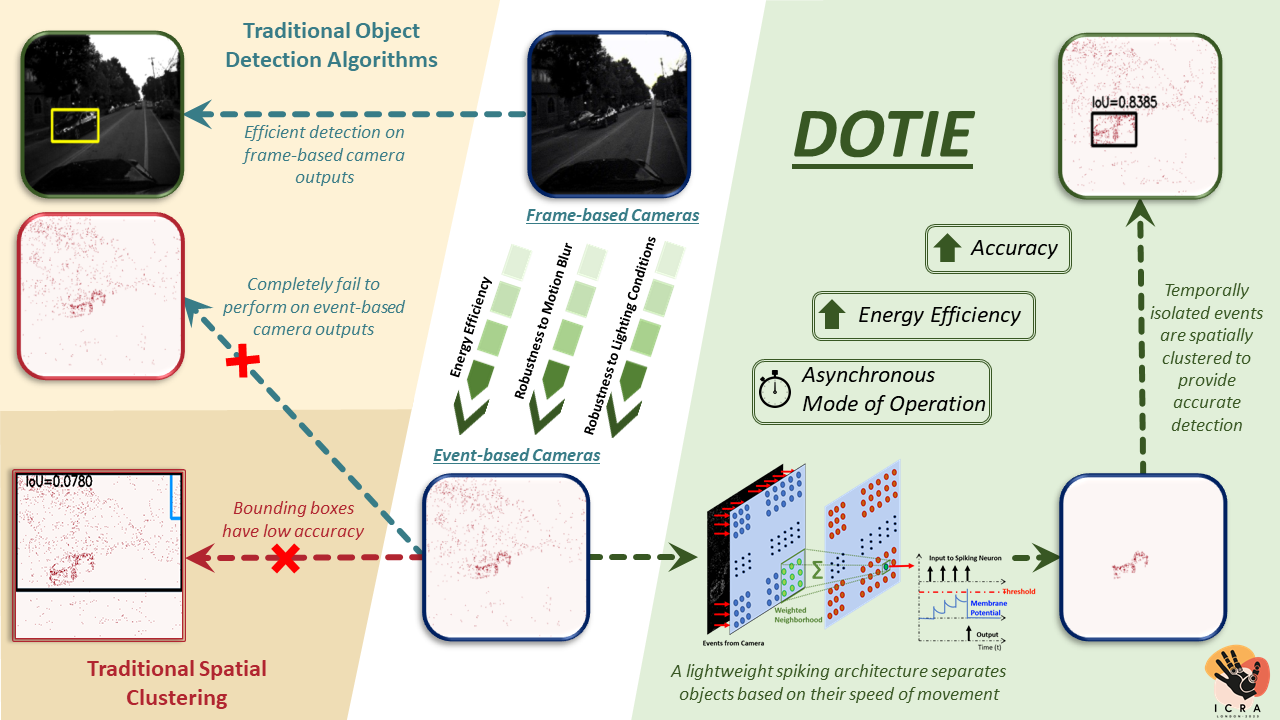 Traditional Object
Detection Algorithms
Efficient detection on
frame-based camera
outputs
Frame-based Cameras
Completely fail to
perform on event-based
camera outputs
Energy Efficiency
Robustness to Motion Blur
Robustness to Lighting Conditions
Event-based Cameras
IoU=0.0780
Bounding boxes
have low accuracy
Traditional Spatial
Clustering
DOTIE
IoU=0.8385
Accuracy
Energy Efficiency
Asynchronous
Mode of Operation
Temporally
isolated events
are spatially
clustered to
provide
accurate
detection
Σ
Weighted
Neighborhood
Events from Camera
Input to Spiking Neuron
Threshold
Membrane
Potential
Output
Time (t)
A lightweight spiking architecture separates
objects based on their speed of movement
ICRA
LONDON·2023